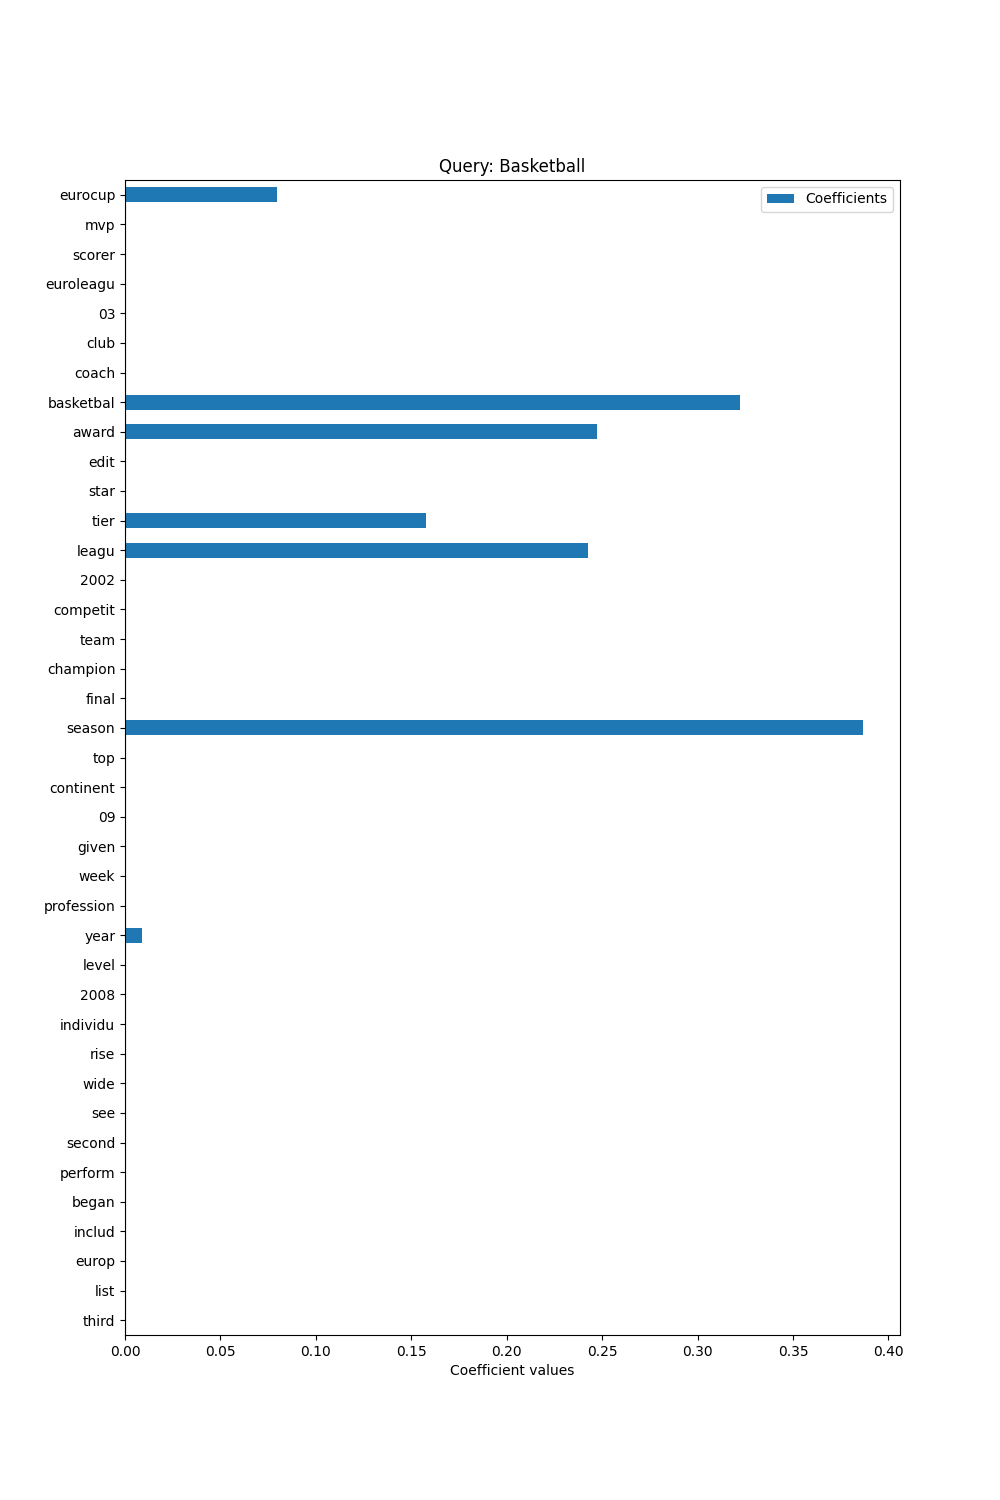 Query: Basketball
Coefficients
eurocup
mvp
scorer
euroleagu
03
club
coach
basketbal
award
edit
star
tier
leagu
2002
competit
team
champion
final
season
top
continent
09
given
week
profession
year
level
2008
individu
rise
wide
see
second
perform
began
includ
europ
list
third
0.00 0.05 0.10 0.15 0.20 0.25 0.30 0.35 0.40
Coefficient values